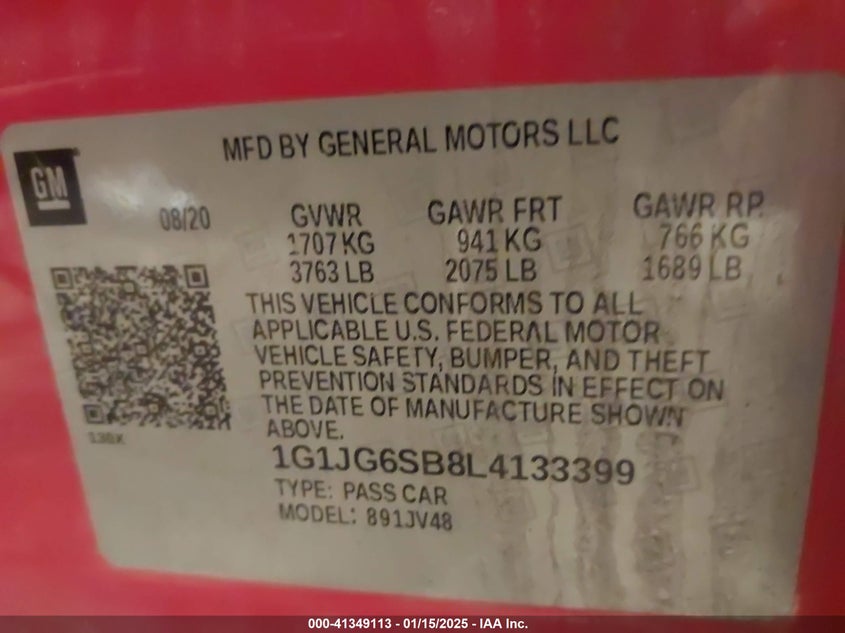 MFD BY GENERAL MOTORS LLC
GM
08/20 GVWR GAWR FRT GAWR RR
1707 KG 941 KG 766 KG
3763 LB 2075 LB 1689 LB
THIS VEHICLE CONFORMS TO ALL
APPLICABLE U.S. FEDERAL MOTOR
VEHICLE SAFETY, BUMPER, AND THEFT
PREVENTION STANDARDS IN EFFECT ON
THE DATE OF MANUFACTURE SHOWN
ABOVE.
1G1JG6SB8L4133399
TYPE: PASS CAR
MODEL: 891JV48
000-41349113 - 01/15/2025 - IAA Inc.